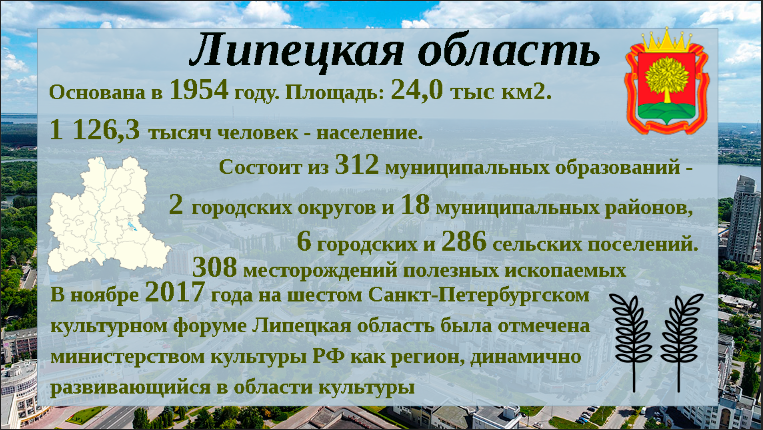 Липецкая область
Основана в 1954 году. Площадь: 24,0 тыс км2.
1 126,3 тысяч человек - население.
Состоит из 312 муниципальных образований -
2 городских округов и 18 муниципальных районов,
6 городских и 286 сельских поселений.
308 месторождений полезных ископаемых
В ноябре 2017 года на шестом Санкт-Петербургском
культурном форуме Липецкая область была отмечена
министерством культуры РФ как регион, динамично
развивающийся в области культуры